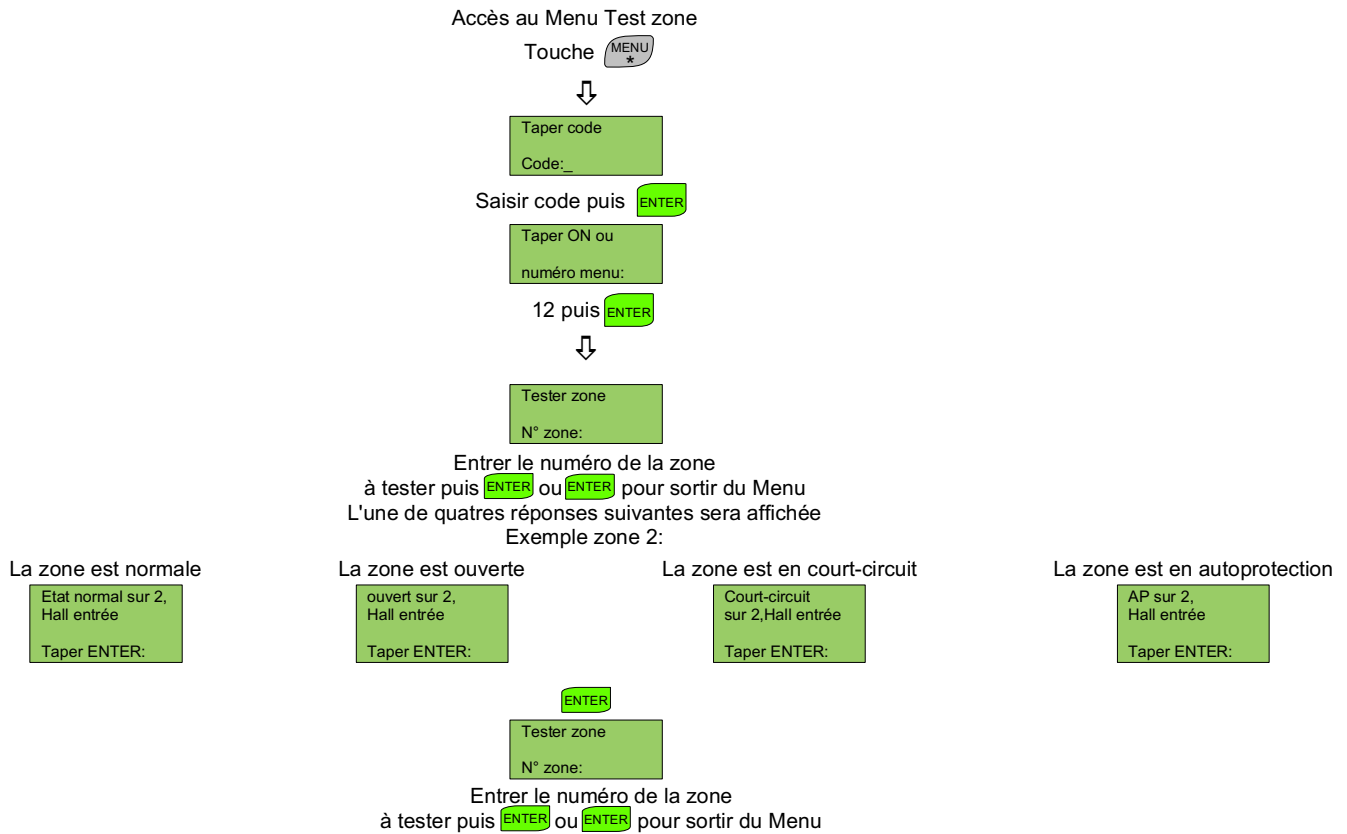 Accès au Menu Test zone
Touche MENU *
Taper code
Code:_
Saisir code puis ENTER
Taper ON ou
numéro menu:
12 puis ENTER
Tester zone
N° zone:
Entrer le numéro de la zone
à tester puis ENTER ou ENTER pour sortir du Menu
L'une de quatres réponses suivantes sera affichée
Exemple zone 2:
La zone est normale
Etat normal sur 2,
Hall entrée
Taper ENTER:
La zone est ouverte
ouvert sur 2,
Hall entrée
Taper ENTER:
La zone est en court-circuit
Court-circuit
sur 2,Hall entrée
Taper ENTER:
La zone est en autoprotection
AP sur 2,
Hall entrée
Taper ENTER:
ENTER
Tester zone
N° zone:
Entrer le numéro de la zone
à tester puis ENTER ou ENTER pour sortir du Menu